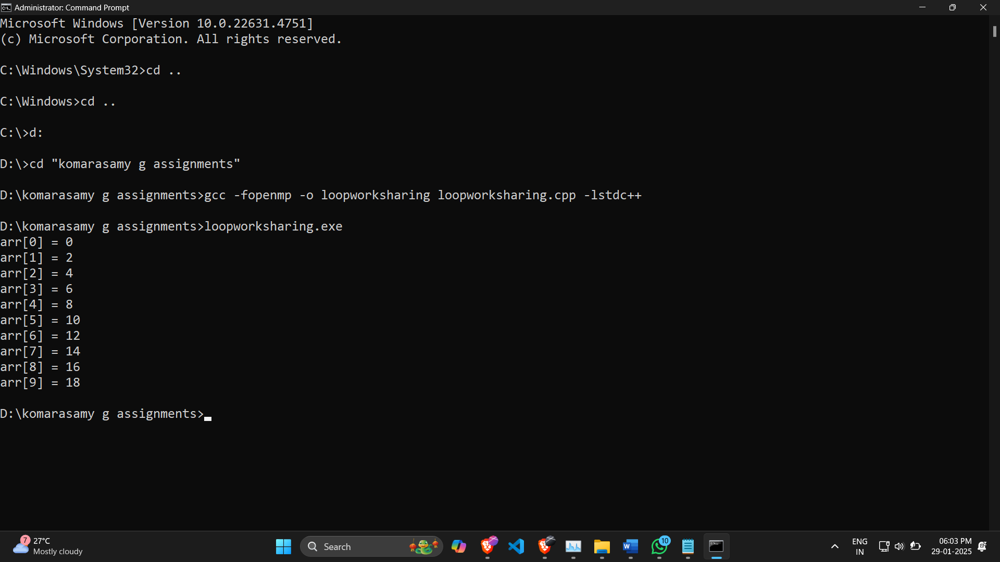 Administrator: Command Prompt
Microsoft Windows [Version 10.0.22631.4751]
(c) Microsoft Corporation. All rights reserved.
C:\Windows\System32>cd ..
C:\Windows>cd ..
C:\>d:
D:\>cd "komarasamy g assignments"
D:\komarasamy g assignments>gcc -fopenmp -o loopworksharing loopworksharing.cpp -lstdc++
D:\komarasamy g assignments>loopworksharing.exe
arr[0] = 0
arr[1] = 2
arr[2] = 4
arr[3] = 6
arr[4] = 8
arr[5] = 10
arr[6] = 12
arr[7] = 14
arr[8] = 16
arr[9] = 18
D:\komarasamy g assignments>
7
27°C
Mostly cloudy
Search
10
ENG
IN
06:03 PM
29-01-2025